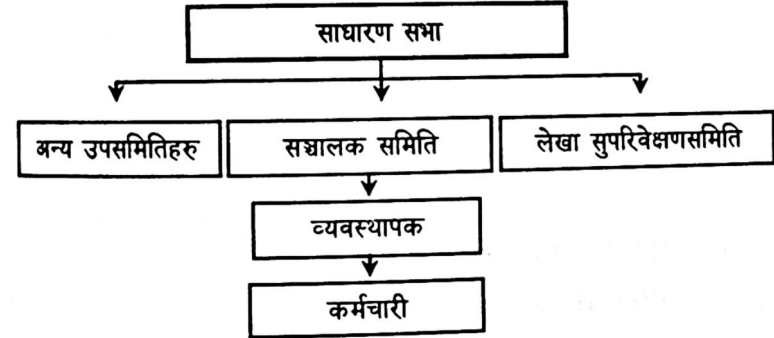 साधारण सभा
अन्य उपसमितिहरु
सञ्चालक समिति
लेखा सुपरिवेक्षणसमिति
व्यवस्थापक
कर्मचारी